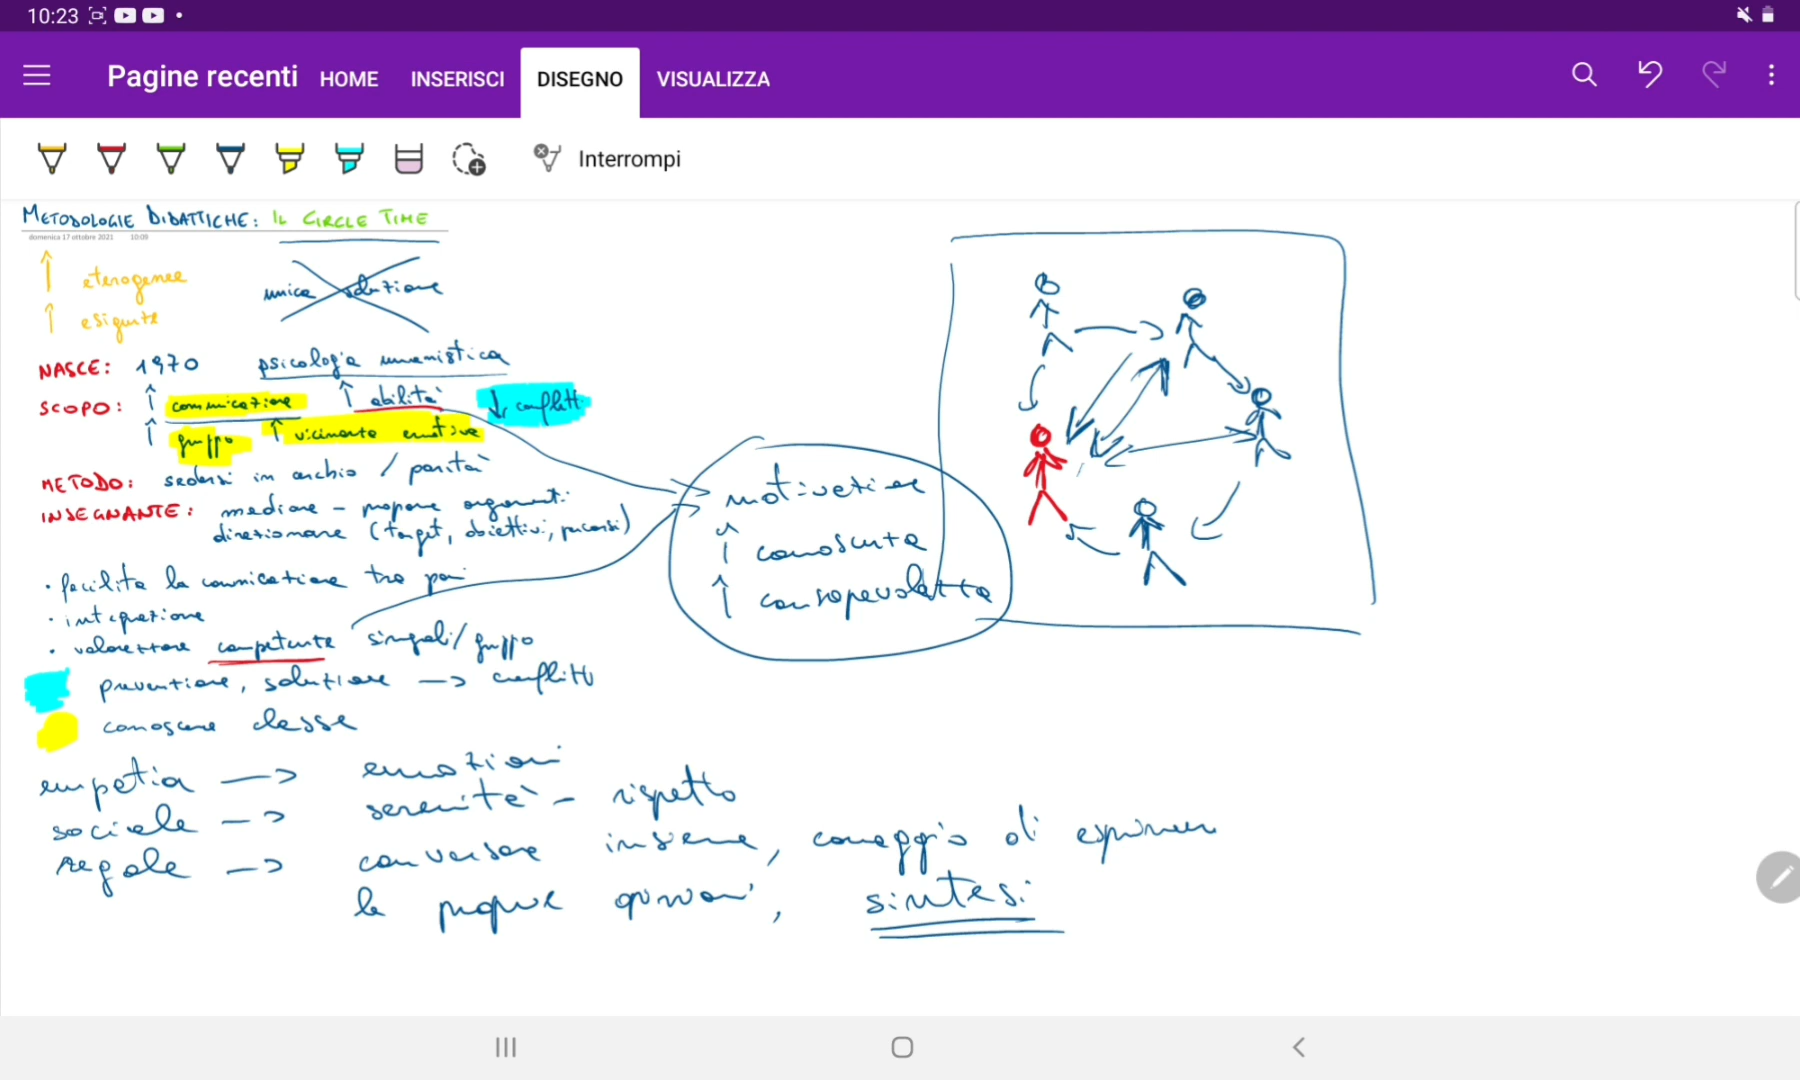 10:23
Pagine recenti HOME INSERISCI DISEGNO VISUALIZZA
Interrompi
METODOLOGIE DIDATTICHE: IL CIRCLE TIME
domenica 17 ottobre 2021 10:09
↑ eterogenee
unica soluzione
↑ esigenze
NASCE: 1970 psicologia umanistica
SCOPO: ↑ comunicazione ↑ abilità ↓ conflitti
↑ gruppo ↑ vicinanza emotiva
METODO: sedersi in cerchio / parità
INSEGNANTE: mediare - propone argomenti
direzionare (target, obiettivi, percorsi)
motivazione
↑ conoscenza
↑ consapevolezza
· facilita la comunicazione tra pari
· integrazione
· valorizzare competenze singoli/gruppo
prevenzione, soluzione → conflitti
conoscere classe
empatia → emozioni
sociale → serenità - rispetto
regole → conversare insieme, coraggio di esprimere
le proprie opinioni, sintesi